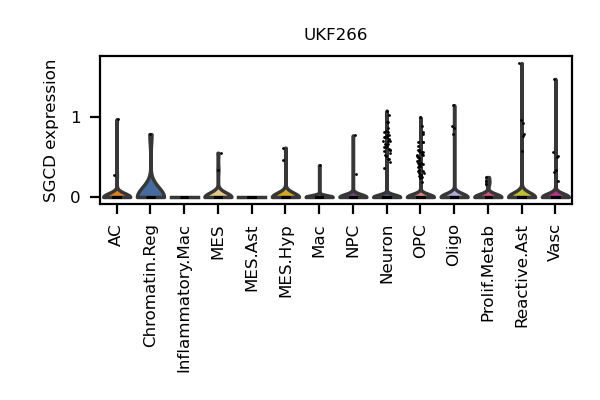 UKF266
SGCD expression
1
0
AC
Chromatin.Reg
Inflammatory.Mac
MES
MES.Ast
MES.Hyp
Mac
NPC
Neuron
OPC
Oligo
Prolif.Metab
Reactive.Ast
Vasc